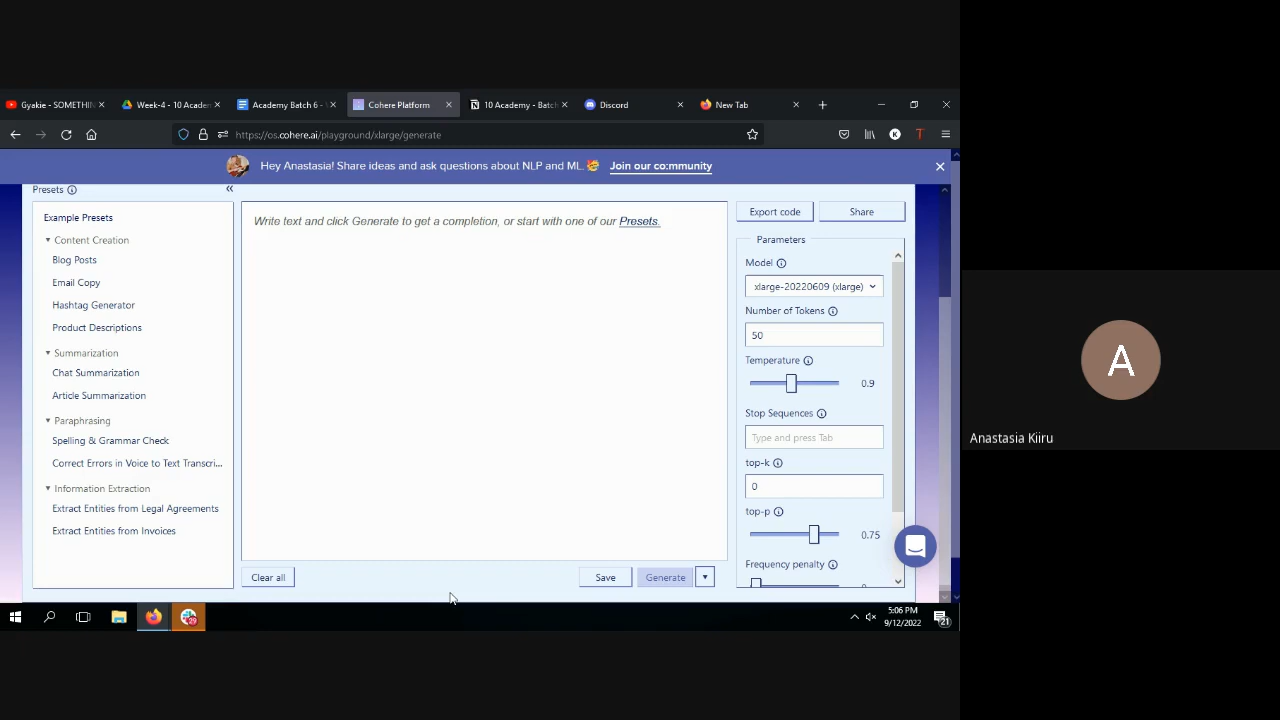 Gyakie - SOMETHIN
Week-4 - 10 Academ
Academy Batch 6 -
Cohere Platform
10 Academy - Batch
Discord
New Tab
https://os.cohere.ai/playground/xlarge/generate
K
T
Hey Anastasia! Share ideas and ask questions about NLP and ML. Join our co:mmunity
Presets
«
Example Presets
Content Creation
Blog Posts
Email Copy
Hashtag Generator
Product Descriptions
Summarization
Chat Summarization
Article Summarization
Paraphrasing
Spelling & Grammar Check
Correct Errors in Voice to Text Transcri...
Information Extraction
Extract Entities from Legal Agreements
Extract Entities from Invoices
Write text and click Generate to get a completion, or start with one of our Presets.
Clear all
Save
Generate
Export code
Share
Parameters
Model
xlarge-20220609 (xlarge)
Number of Tokens
50
Temperature
0.9
Stop Sequences
Type and press Tab
top-k
0
top-p
0.75
Frequency penalty
5:06 PM
9/12/2022
21
A
Anastasia Kiiru